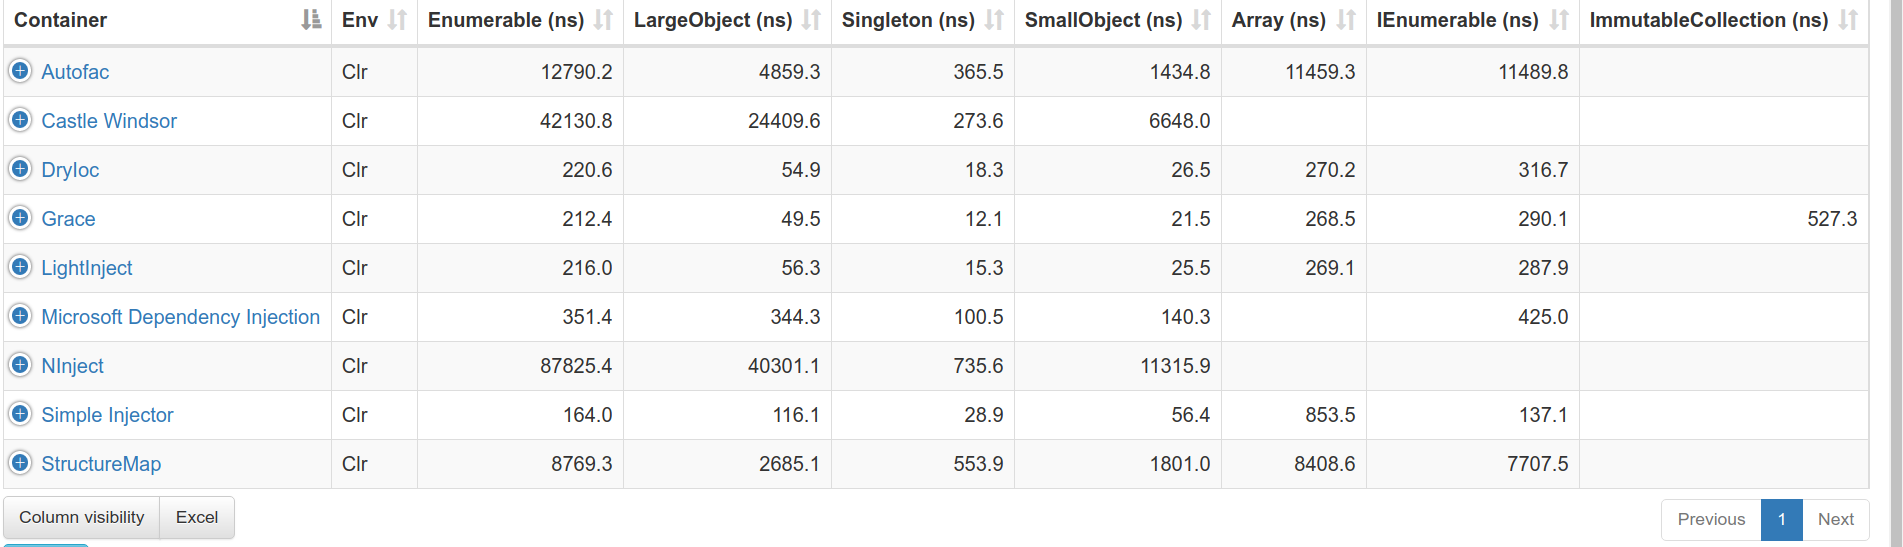 Container Env Enumerable (ns) LargeObject (ns) Singleton (ns) SmallObject (ns) Array (ns) IEnumerable (ns) ImmutableCollection (ns)
Autofac Clr 12790.2 4859.3 365.5 1434.8 11459.3 11489.8
Castle Windsor Clr 42130.8 24409.6 273.6 6648.0
DryIoc Clr 220.6 54.9 18.3 26.5 270.2 316.7
Grace Clr 212.4 49.5 12.1 21.5 268.5 290.1 527.3
LightInject Clr 216.0 56.3 15.3 25.5 269.1 287.9
Microsoft Dependency Injection Clr 351.4 344.3 100.5 140.3 425.0
NInject Clr 87825.4 40301.1 735.6 11315.9
Simple Injector Clr 164.0 116.1 28.9 56.4 853.5 137.1
StructureMap Clr 8769.3 2685.1 553.9 1801.0 8408.6 7707.5
Column visibility Excel Previous 1 Next